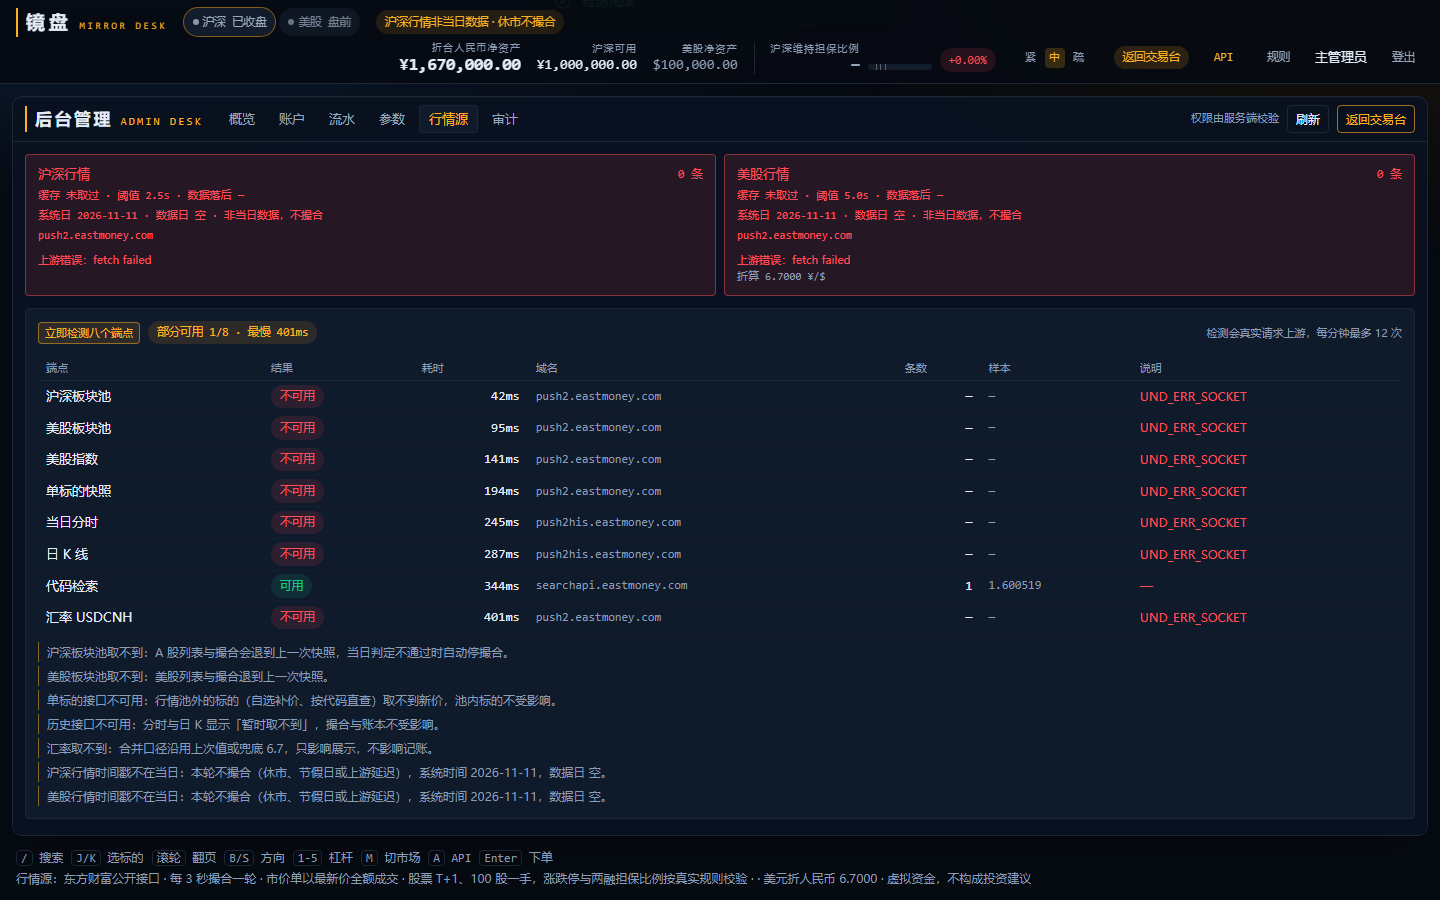 镜盘 MIRROR DESK 沪深 已收盘 美股 盘前 沪深行情非当日数据 · 休市不撮合
折合人民币净资产 沪深可用 美股净资产 沪深维持担保比例
¥1,670,000.00 ¥1,000,000.00 $100,000.00 — +0.00% 紧 中 疏 返回交易台 API 规则 主管理员 登出
后台管理 ADMIN DESK 概览 账户 流水 参数 行情源 审计 权限由服务端校验 刷新 返回交易台
沪深行情 0 条
缓存 未取过 · 阈值 2.5s · 数据落后 —
系统日 2026-11-11 · 数据日 空 · 非当日数据，不撮合
push2.eastmoney.com
上游错误：fetch failed
美股行情 0 条
缓存 未取过 · 阈值 5.0s · 数据落后 —
系统日 2026-11-11 · 数据日 空 · 非当日数据，不撮合
push2.eastmoney.com
上游错误：fetch failed
折算 6.7000 ¥/$
立即检测八个端点 部分可用 1/8 · 最慢 401ms 检测会真实请求上游，每分钟最多 12 次
端点 结果 耗时 域名 条数 样本 说明
沪深板块池 不可用 42ms push2.eastmoney.com — — UND_ERR_SOCKET
美股板块池 不可用 95ms push2.eastmoney.com — — UND_ERR_SOCKET
美股指数 不可用 141ms push2.eastmoney.com — — UND_ERR_SOCKET
单标的快照 不可用 194ms push2.eastmoney.com — — UND_ERR_SOCKET
当日分时 不可用 245ms push2his.eastmoney.com — — UND_ERR_SOCKET
日 K 线 不可用 287ms push2his.eastmoney.com — — UND_ERR_SOCKET
代码检索 可用 344ms searchapi.eastmoney.com 1 1.600519 —
汇率 USDCNH 不可用 401ms push2.eastmoney.com — — UND_ERR_SOCKET
沪深板块池取不到：A 股列表与撮合会退到上一次快照，当日判定不通过时自动停撮合。
美股板块池取不到：美股列表与撮合退到上一次快照。
单标的接口不可用：行情池外的标的（自选补价、按代码直查）取不到新价，池内标的不受影响。
历史接口不可用：分时与日 K 显示「暂时取不到」，撮合与账本不受影响。
汇率取不到：合并口径沿用上次值或兜底 6.7，只影响展示，不影响记账。
沪深行情时间戳不在当日：本轮不撮合（休市、节假日或上游延迟），系统时间 2026-11-11，数据日 空。
美股行情时间戳不在当日：本轮不撮合（休市、节假日或上游延迟），系统时间 2026-11-11，数据日 空。
/ 搜索 J/K 选标的 滚轮 翻页 B/S 方向 1-5 杠杆 M 切市场 A API Enter 下单
行情源：东方财富公开接口 · 每 3 秒撮合一轮 · 市价单以最新价全额成交 · 股票 T+1、100 股一手，涨跌停与两融担保比例按真实规则校验 · · 美元折人民币 6.7000 · 虚拟资金，不构成投资建议